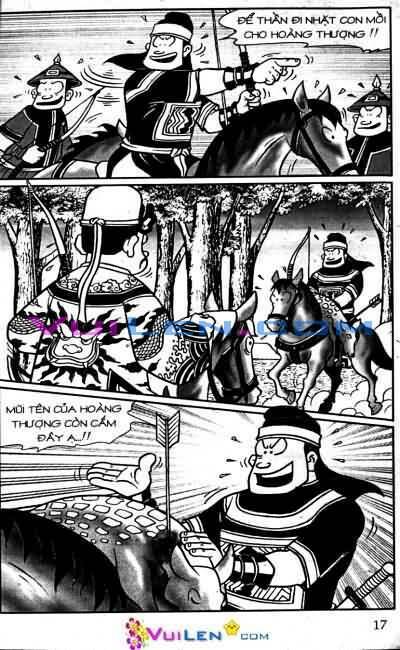 ĐỂ THẦN ĐI NHẶT CON MỒI
CHO HOÀNG THƯỢNG !!
VUILEN.COM
MŨI TÊN CỦA HOÀNG
THƯỢNG CÒN CẮM
ĐÂY Ạ...!!
17
VUILEN.COM